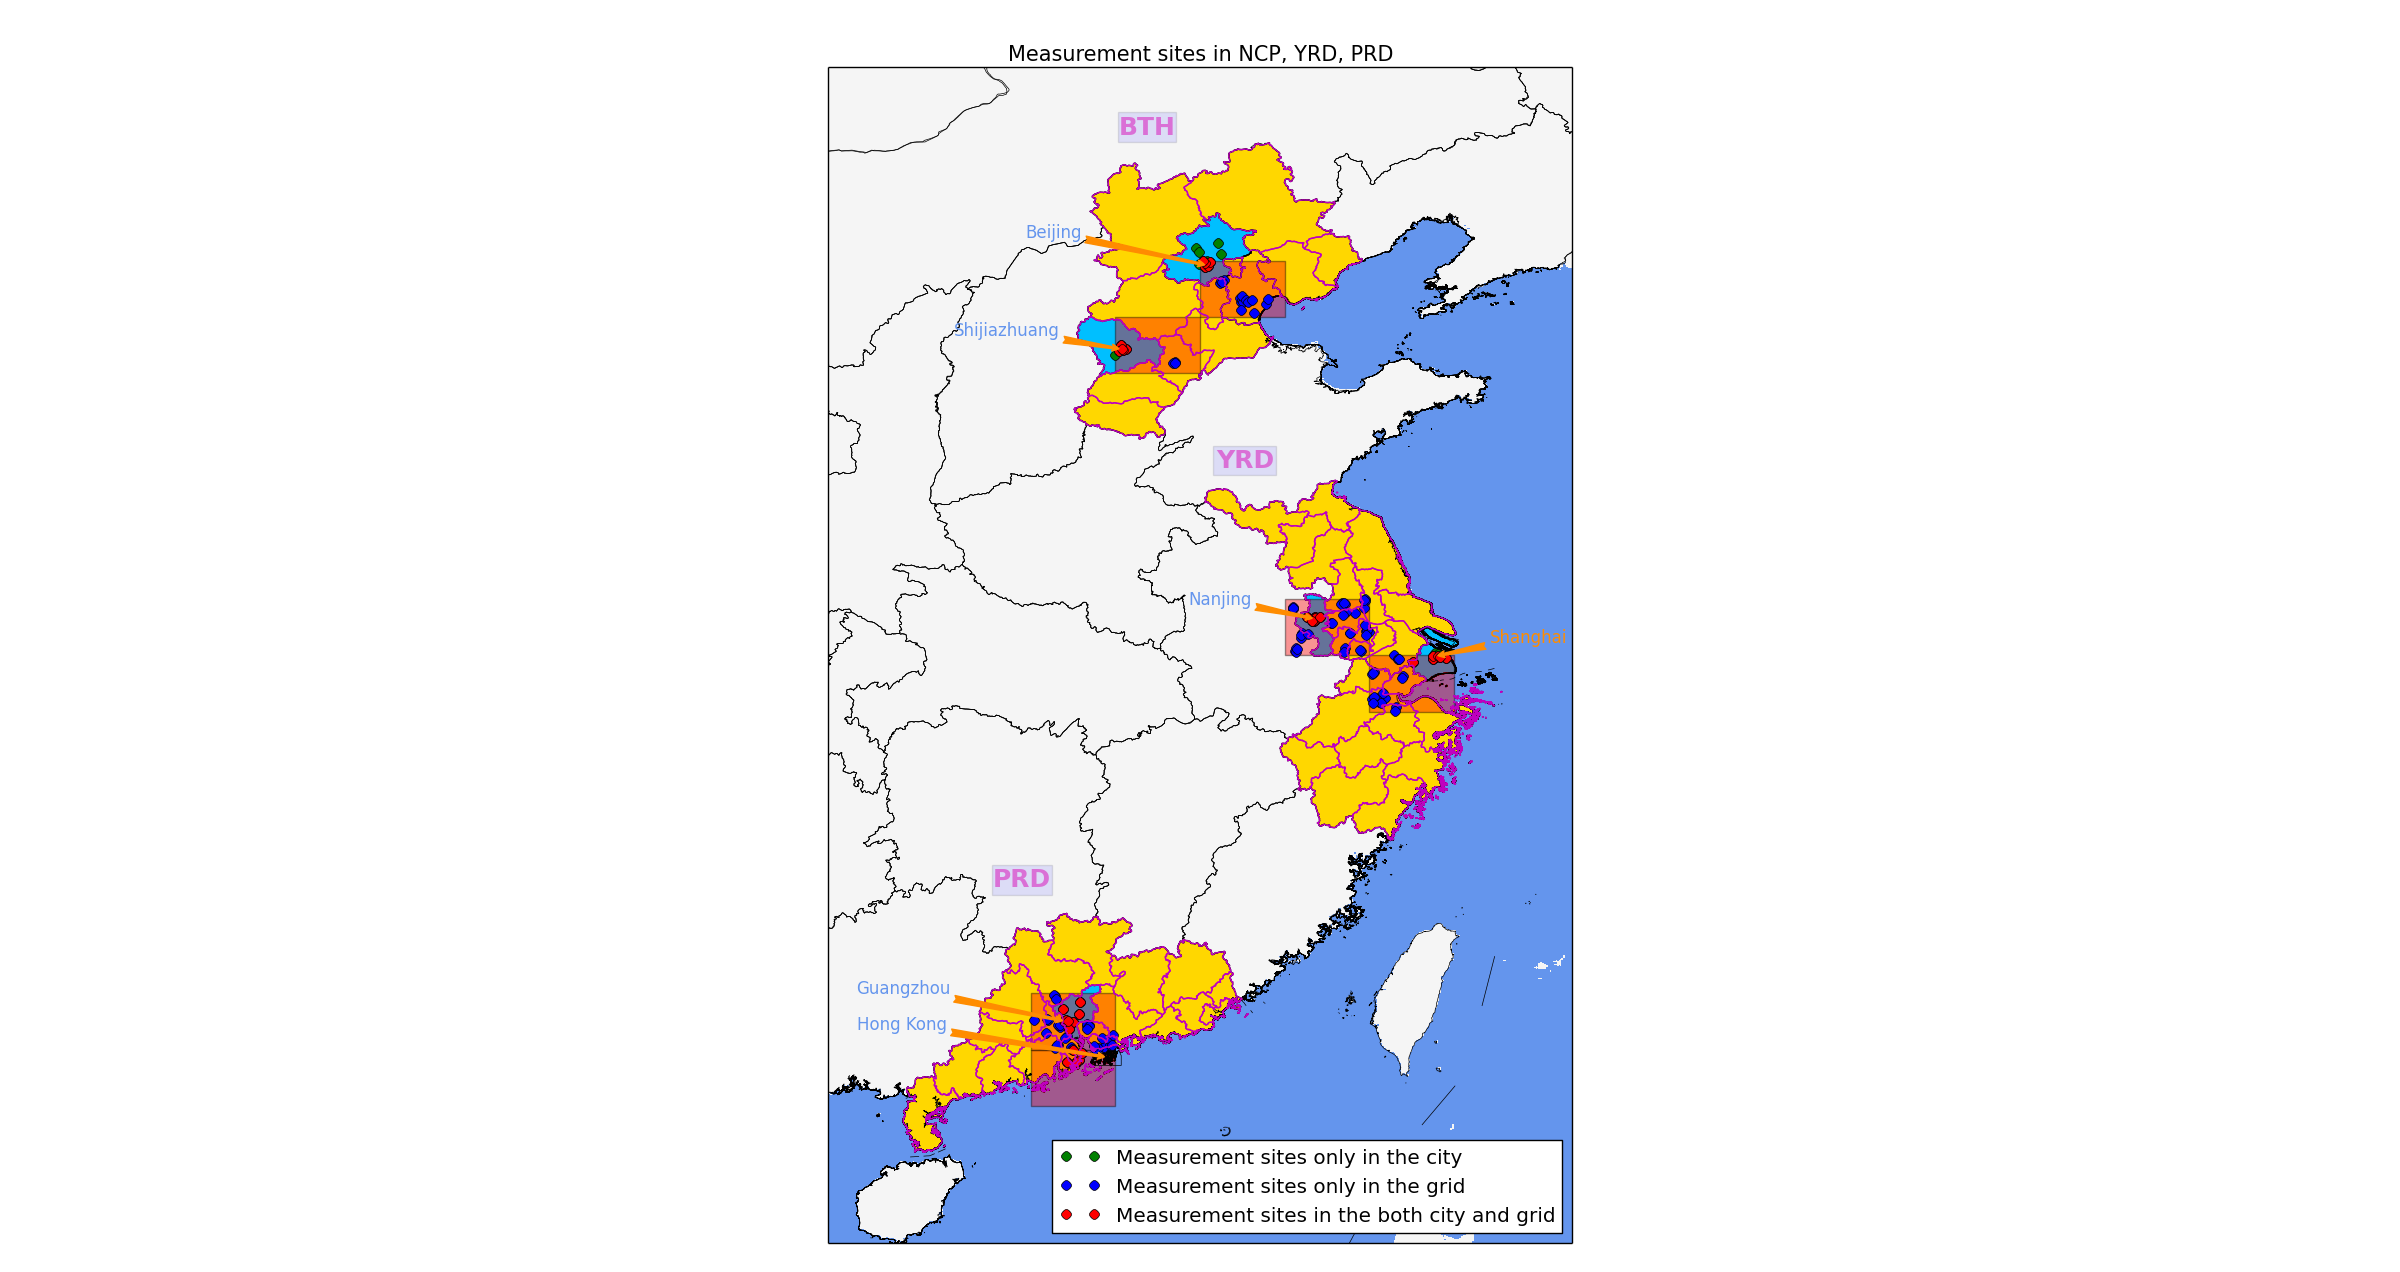 Measurement sites in NCP, YRD, PRD
BTH
Beijing
Shijiazhuang
YRD
Nanjing
Shanghai
PRD
Guangzhou
Hong Kong
Measurement sites only in the city
Measurement sites only in the grid
Measurement sites in the both city and grid